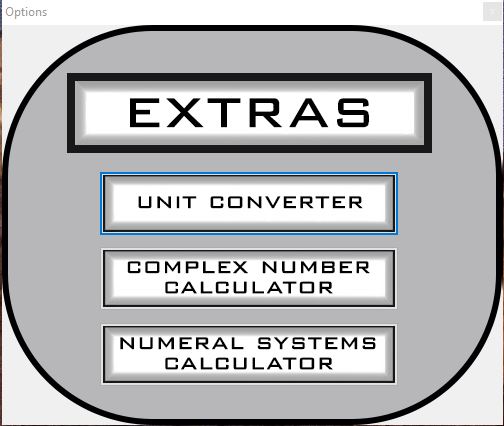 Options
EXTRAS
UNIT CONVERTER
COMPLEX NUMBER
CALCULATOR
NUMERAL SYSTEMS
CALCULATOR